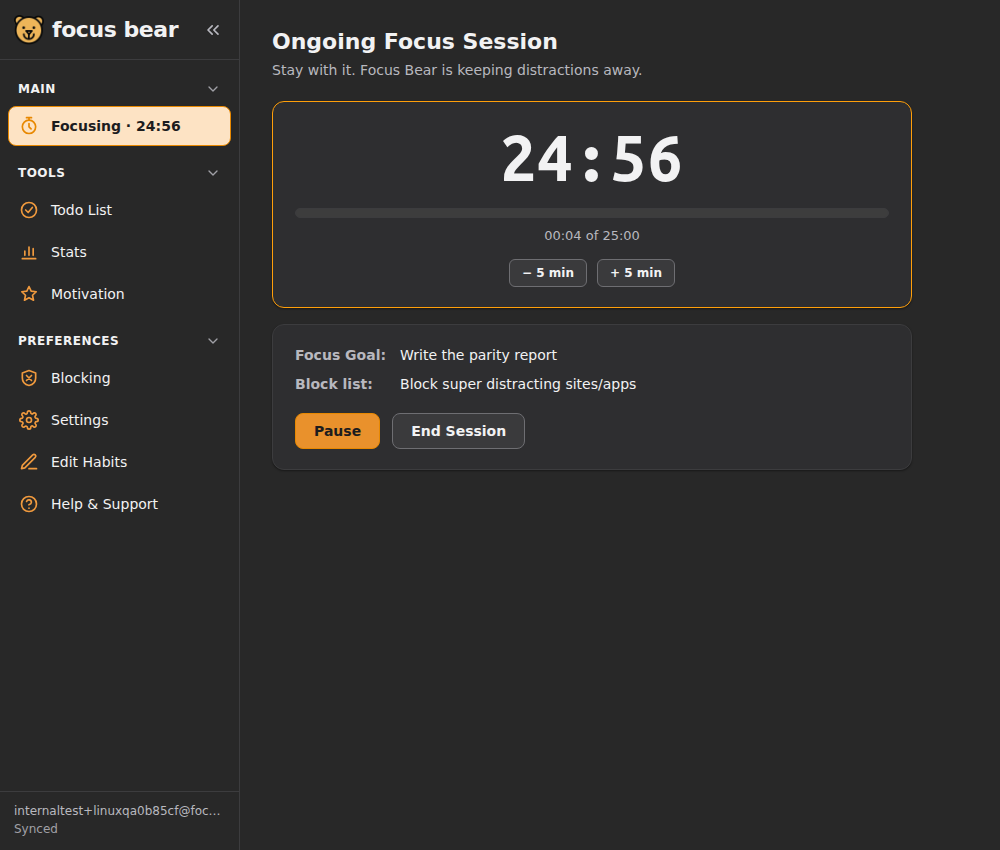 focus bear
MAIN
Focusing · 24:56
TOOLS
Todo List
Stats
Motivation
PREFERENCES
Blocking
Settings
Edit Habits
Help & Support
internaltest+linuxqa0b85cf@foc...
Synced
Ongoing Focus Session
Stay with it. Focus Bear is keeping distractions away.
24:56
00:04 of 25:00
− 5 min + 5 min
Focus Goal: Write the parity report
Block list: Block super distracting sites/apps
Pause End Session